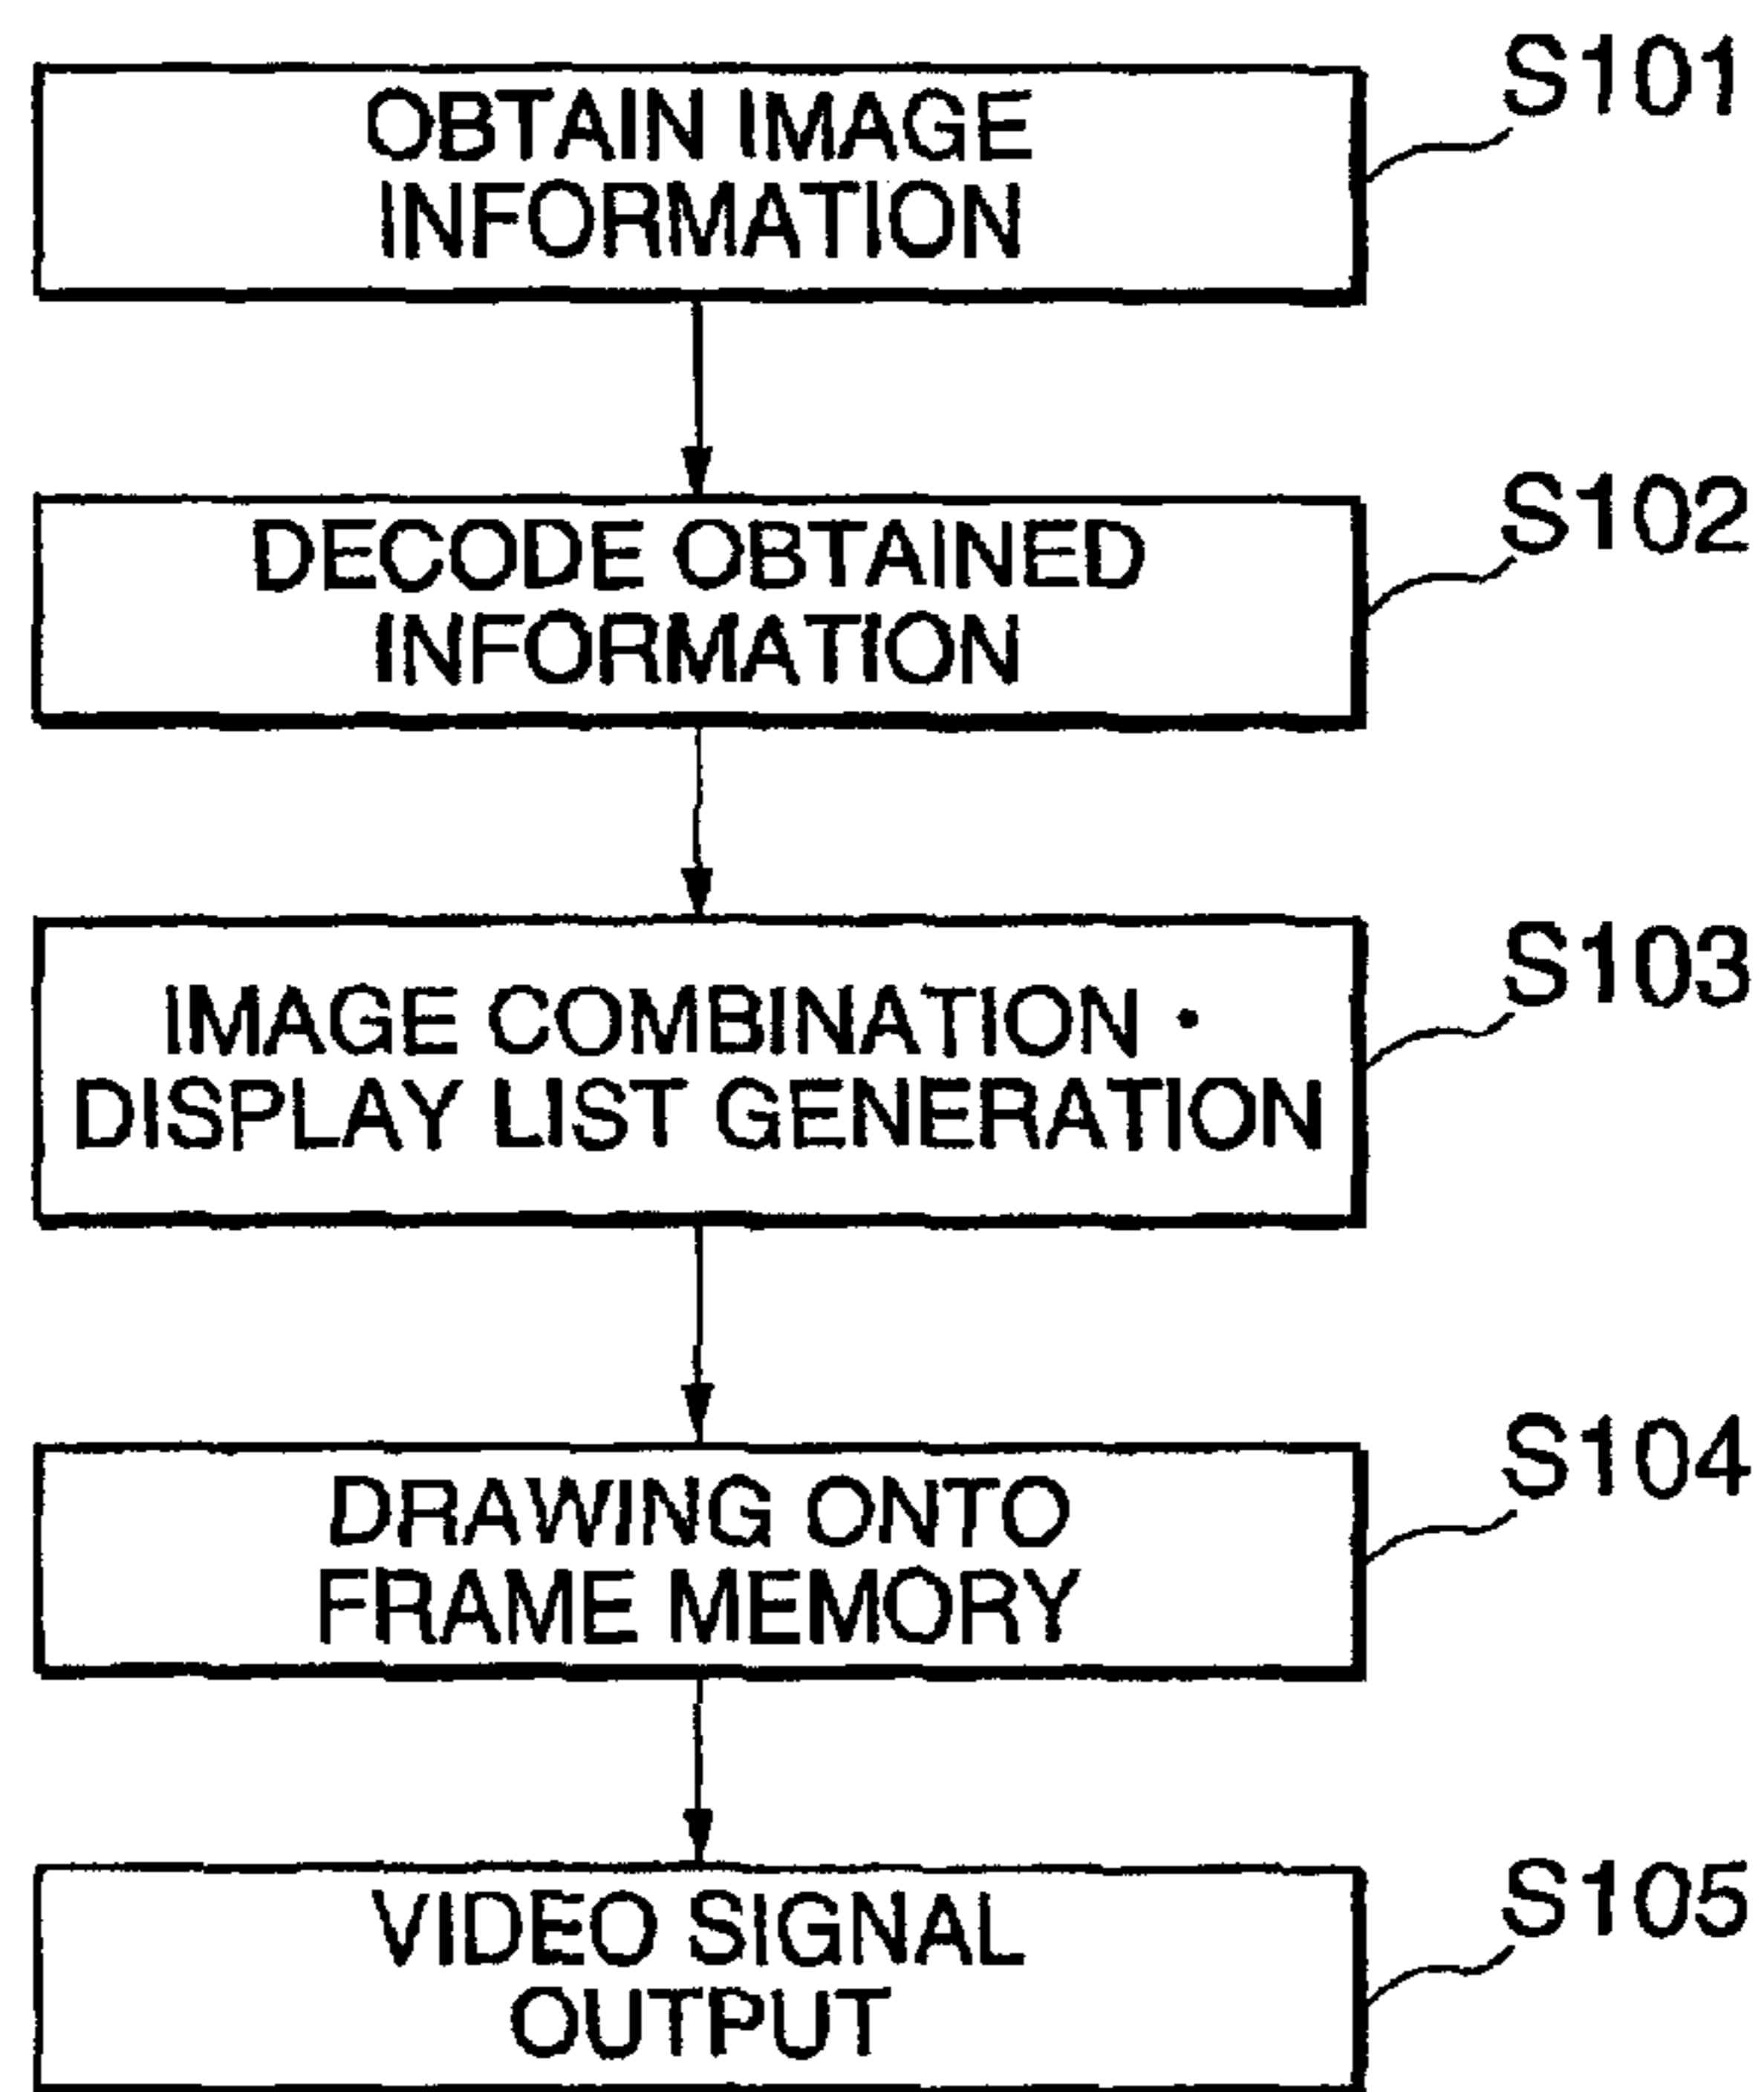 S101
OBTAIN IMAGE
INFORMATION
S102
DECODE OBTAINED
INFORMATION
S103
IMAGE COMBINATION ·
DISPLAY LIST GENERATION
S104
DRAWING ONTO
FRAME MEMORY
S105
VIDEO SIGNAL
OUTPUT